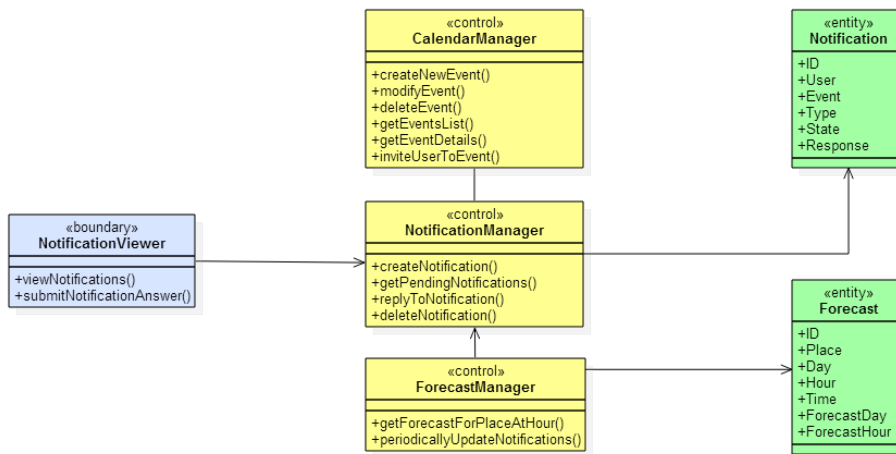 «control»
CalendarManager
+createNewEvent()
+modifyEvent()
+deleteEvent()
+getEventsList()
+getEventDetails()
+inviteUserToEvent()
«entity»
Notification
+ID
+User
+Event
+Type
+State
+Response
«boundary»
NotificationViewer
+viewNotifications()
+submitNotificationAnswer()
«control»
NotificationManager
+createNotification()
+getPendingNotifications()
+replyToNotification()
+deleteNotification()
«entity»
Forecast
+ID
+Place
+Day
+Hour
+Time
+ForecastDay
+ForecastHour
«control»
ForecastManager
+getForecastForPlaceAtHour()
+periodicallyUpdateNotifications()